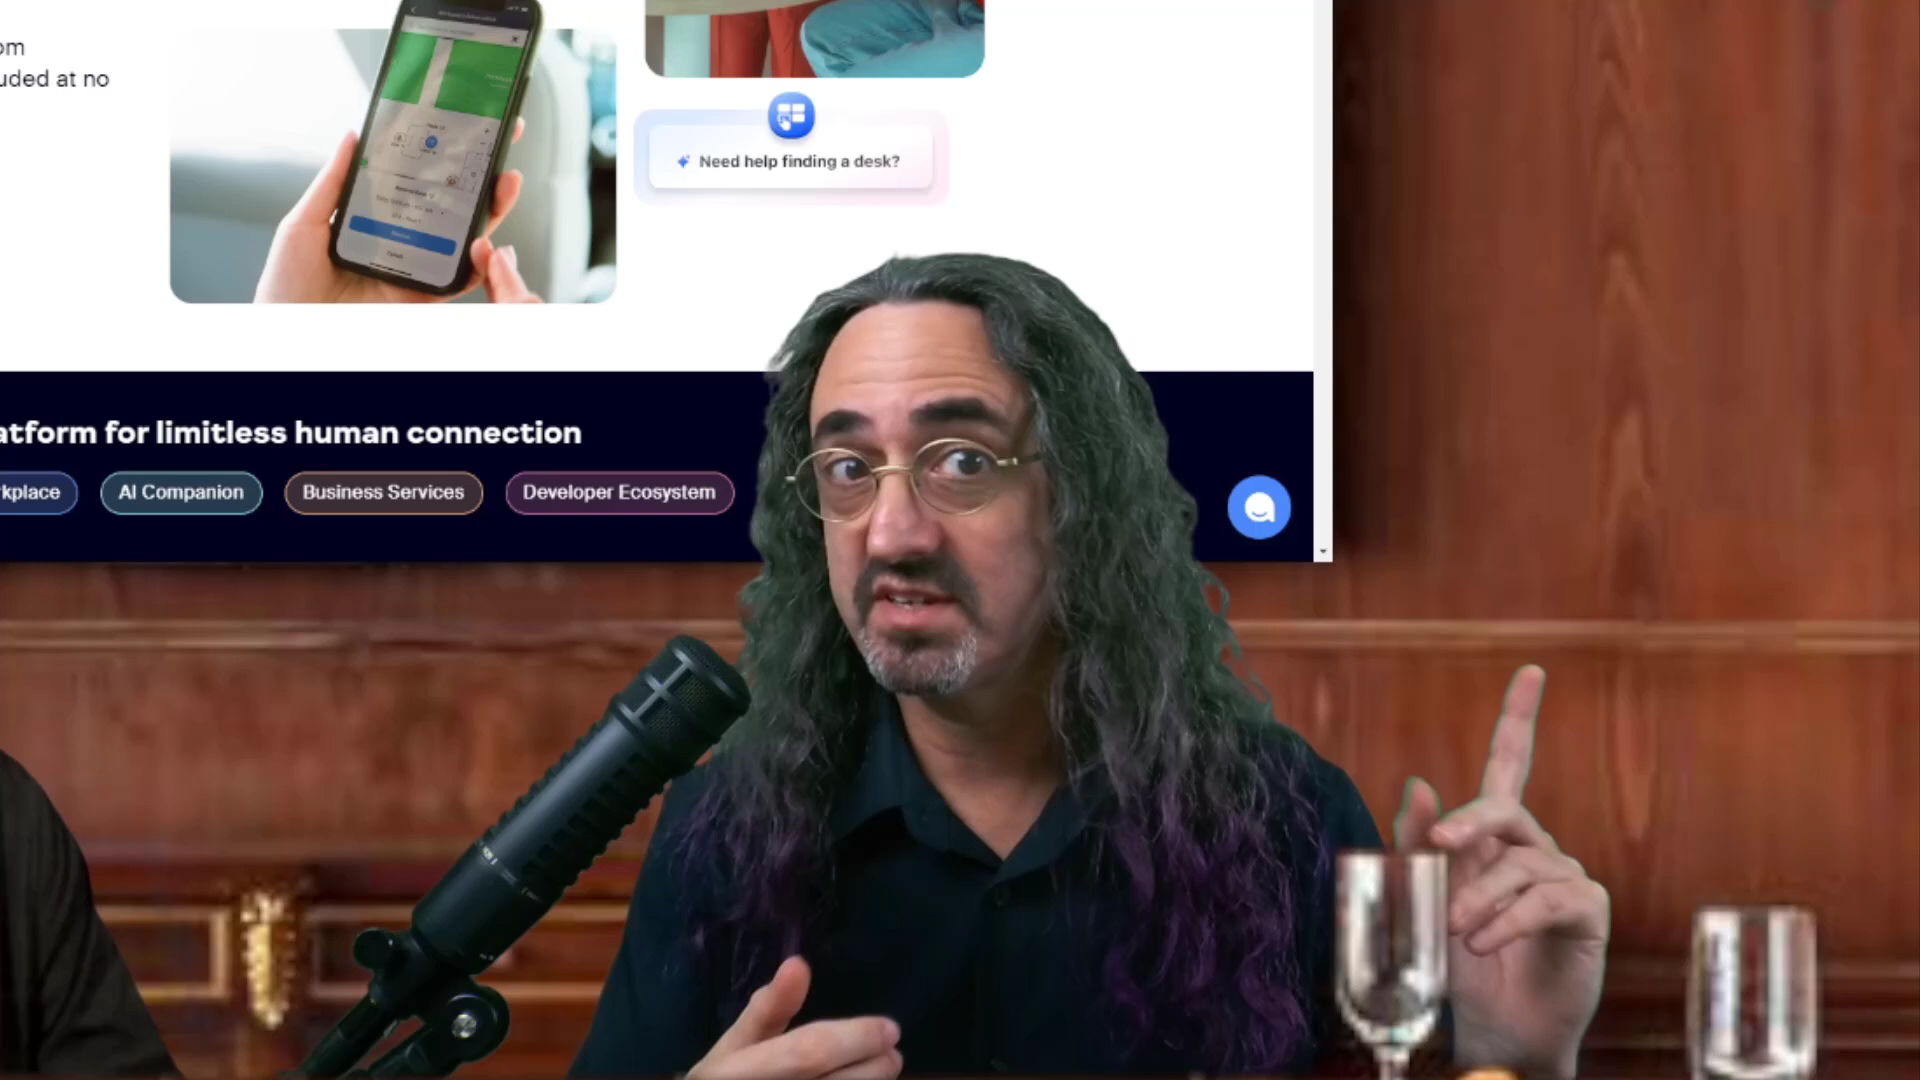 om
uded at no
Need help finding a desk?
atform for limitless human connection
kplace
AI Companion
Business Services
Developer Ecosystem